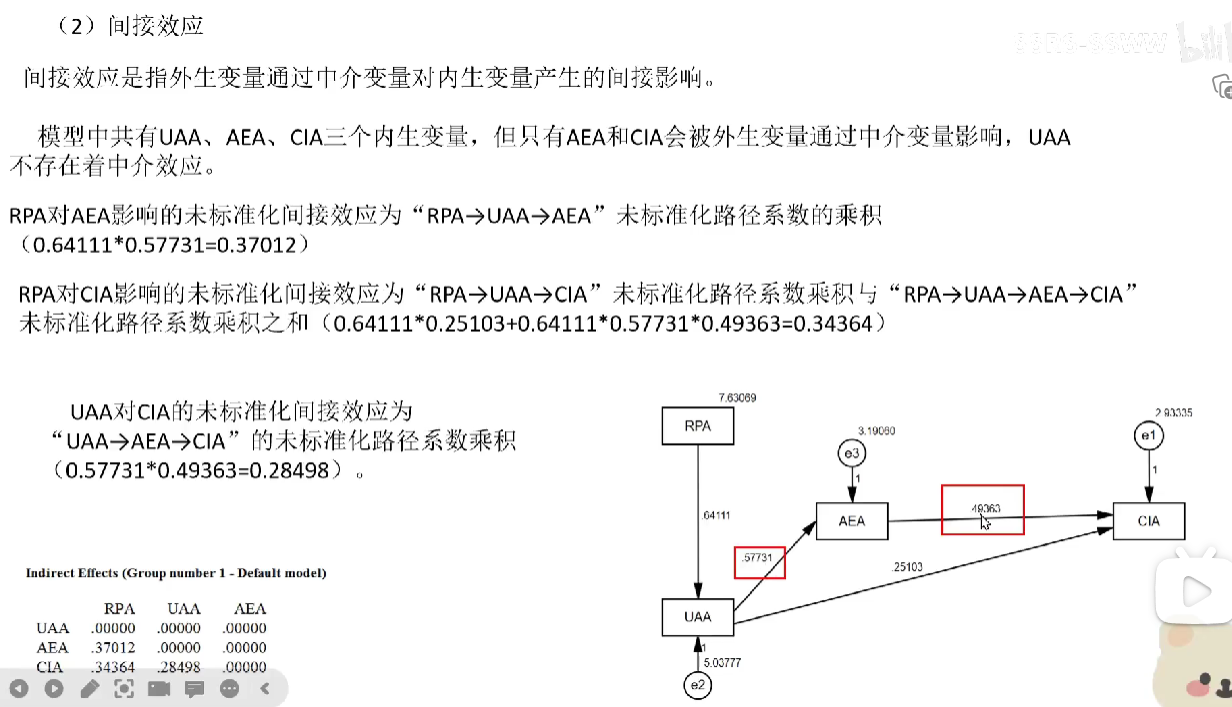 （2）间接效应
间接效应是指外生变量通过中介变量对内生变量产生的间接影响。
模型中共有UAA、AEA、CIA三个内生变量，但只有AEA和CIA会被外生变量通过中介变量影响，UAA
不存在着中介效应。
RPA对AEA影响的未标准化间接效应为“RPA→UAA→AEA”未标准化路径系数的乘积
（0.64111*0.57731=0.37012）
RPA对CIA影响的未标准化间接效应为“RPA→UAA→CIA”未标准化路径系数乘积与“RPA→UAA→AEA→CIA”
未标准化路径系数乘积之和（0.64111*0.25103+0.64111*0.57731*0.49363=0.34364）
UAA对CIA的未标准化间接效应为
“UAA→AEA→CIA”的未标准化路径系数乘积
（0.57731*0.49363=0.28498）。
Indirect Effects (Group number 1 - Default model)
RPA UAA AEA
UAA .00000 .00000 .00000
AEA .37012 .00000 .00000
CIA .34364 .28498 .00000
7.63069
RPA
2.93335
e1
1
3.19060
e3
1
.64111
AEA
.49363
CIA
.57731
.25103
UAA
1
5.03777
e2